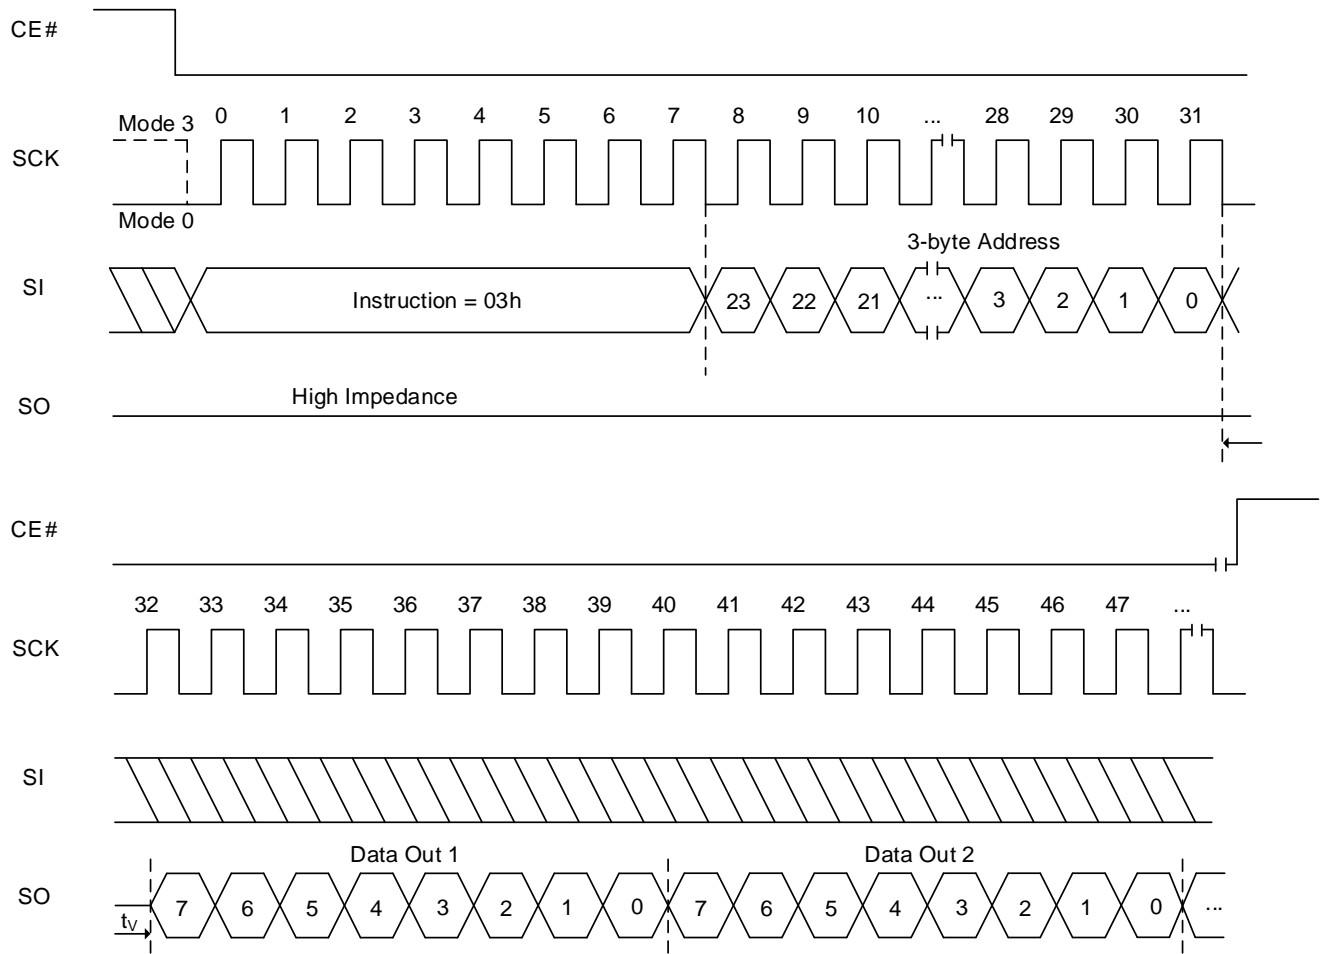 CE#
0 1 2 3 4 5 6 7 8 9 10 ... 28 29 30 31
Mode 3
SCK
Mode 0
3-byte Address
SI
Instruction = 03h 23 22 21 ... 3 2 1 0
High Impedance
SO
CE#
32 33 34 35 36 37 38 39 40 41 42 43 44 45 46 47 ...
SCK
SI
Data Out 1 Data Out 2
SO
7 6 5 4 3 2 1 0 7 6 5 4 3 2 1 0 ...
tV